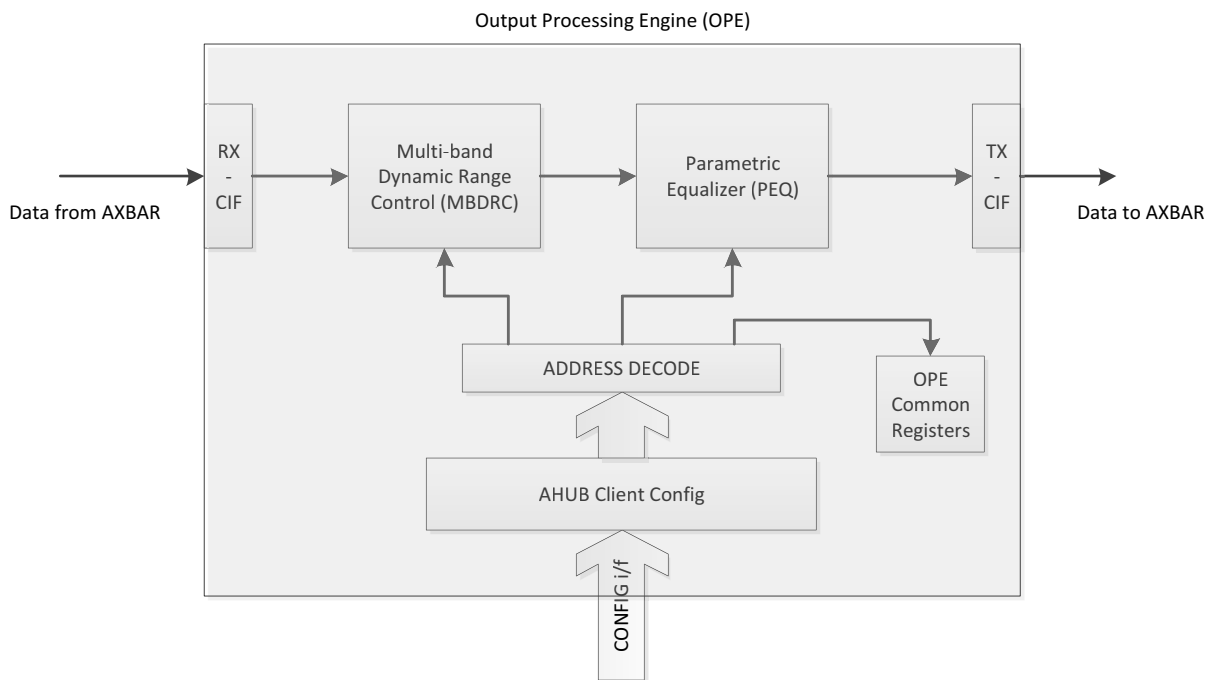 Output Processing Engine (OPE)
RX
-
CIF
Multi-band
Dynamic Range
Control (MBDRC)
Parametric
Equalizer (PEQ)
TX
-
CIF
Data from AXBAR
Data to AXBAR
ADDRESS DECODE
OPE
Common
Registers
AHUB Client Config
CONFIG i/f